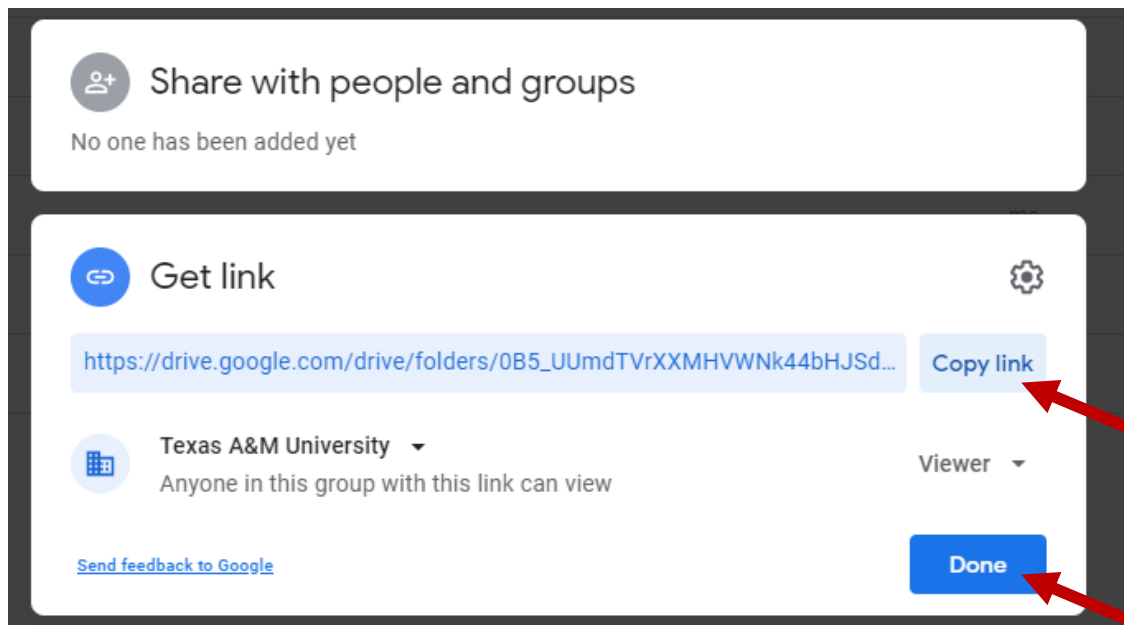 Share with people and groups
No one has been added yet
Get link
https://drive.google.com/drive/folders/0B5_UUmdTVrXXMHVWNk44bHJSd...
Copy link
Texas A&M University
Anyone in this group with this link can view
Viewer
Send feedback to Google
Done